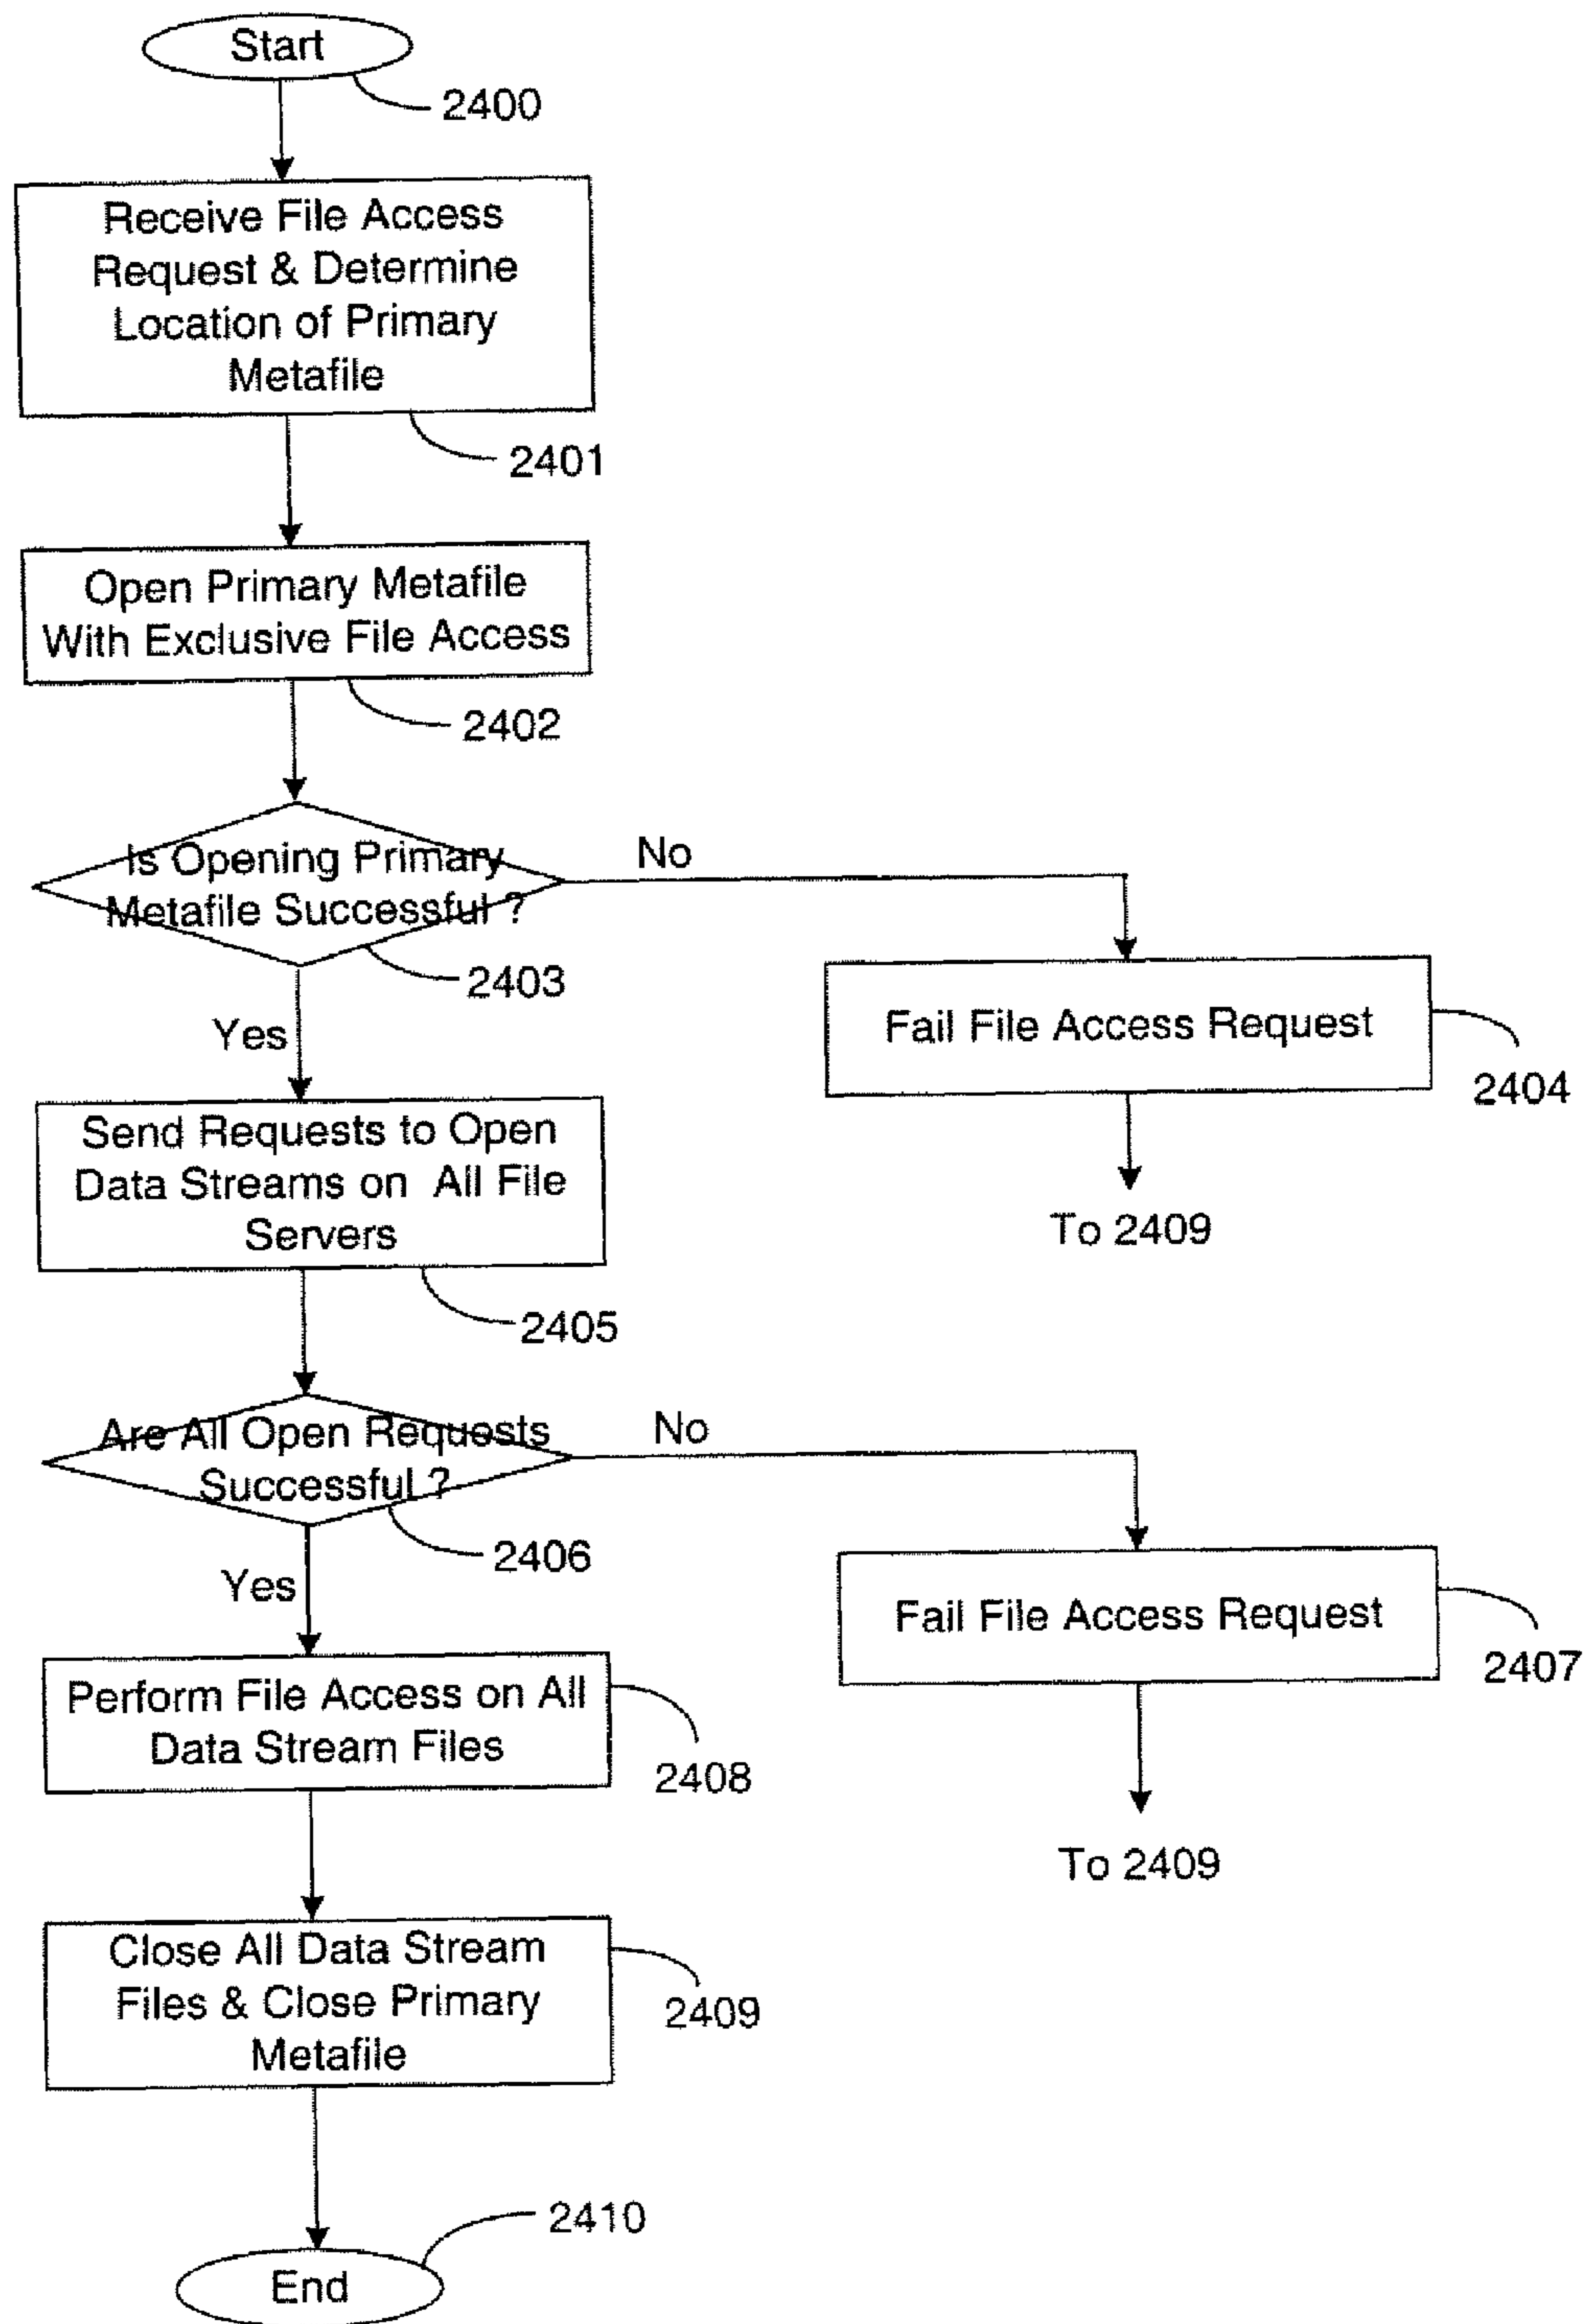 Start
2400
Receive File Access
Request & Determine
Location of Primary
Metafile
2401
Open Primary Metafile
With Exclusive File Access
2402
Is Opening Primary
Metafile Successful ?
No
2403
Yes
Fail File Access Request
2404
To 2409
Send Requests to Open
Data Streams on All File
Servers
2405
Are All Open Requests
Successful ?
No
2406
Yes
Fail File Access Request
2407
To 2409
Perform File Access on All
Data Stream Files
2408
Close All Data Stream
Files & Close Primary
Metafile
2409
2410
End